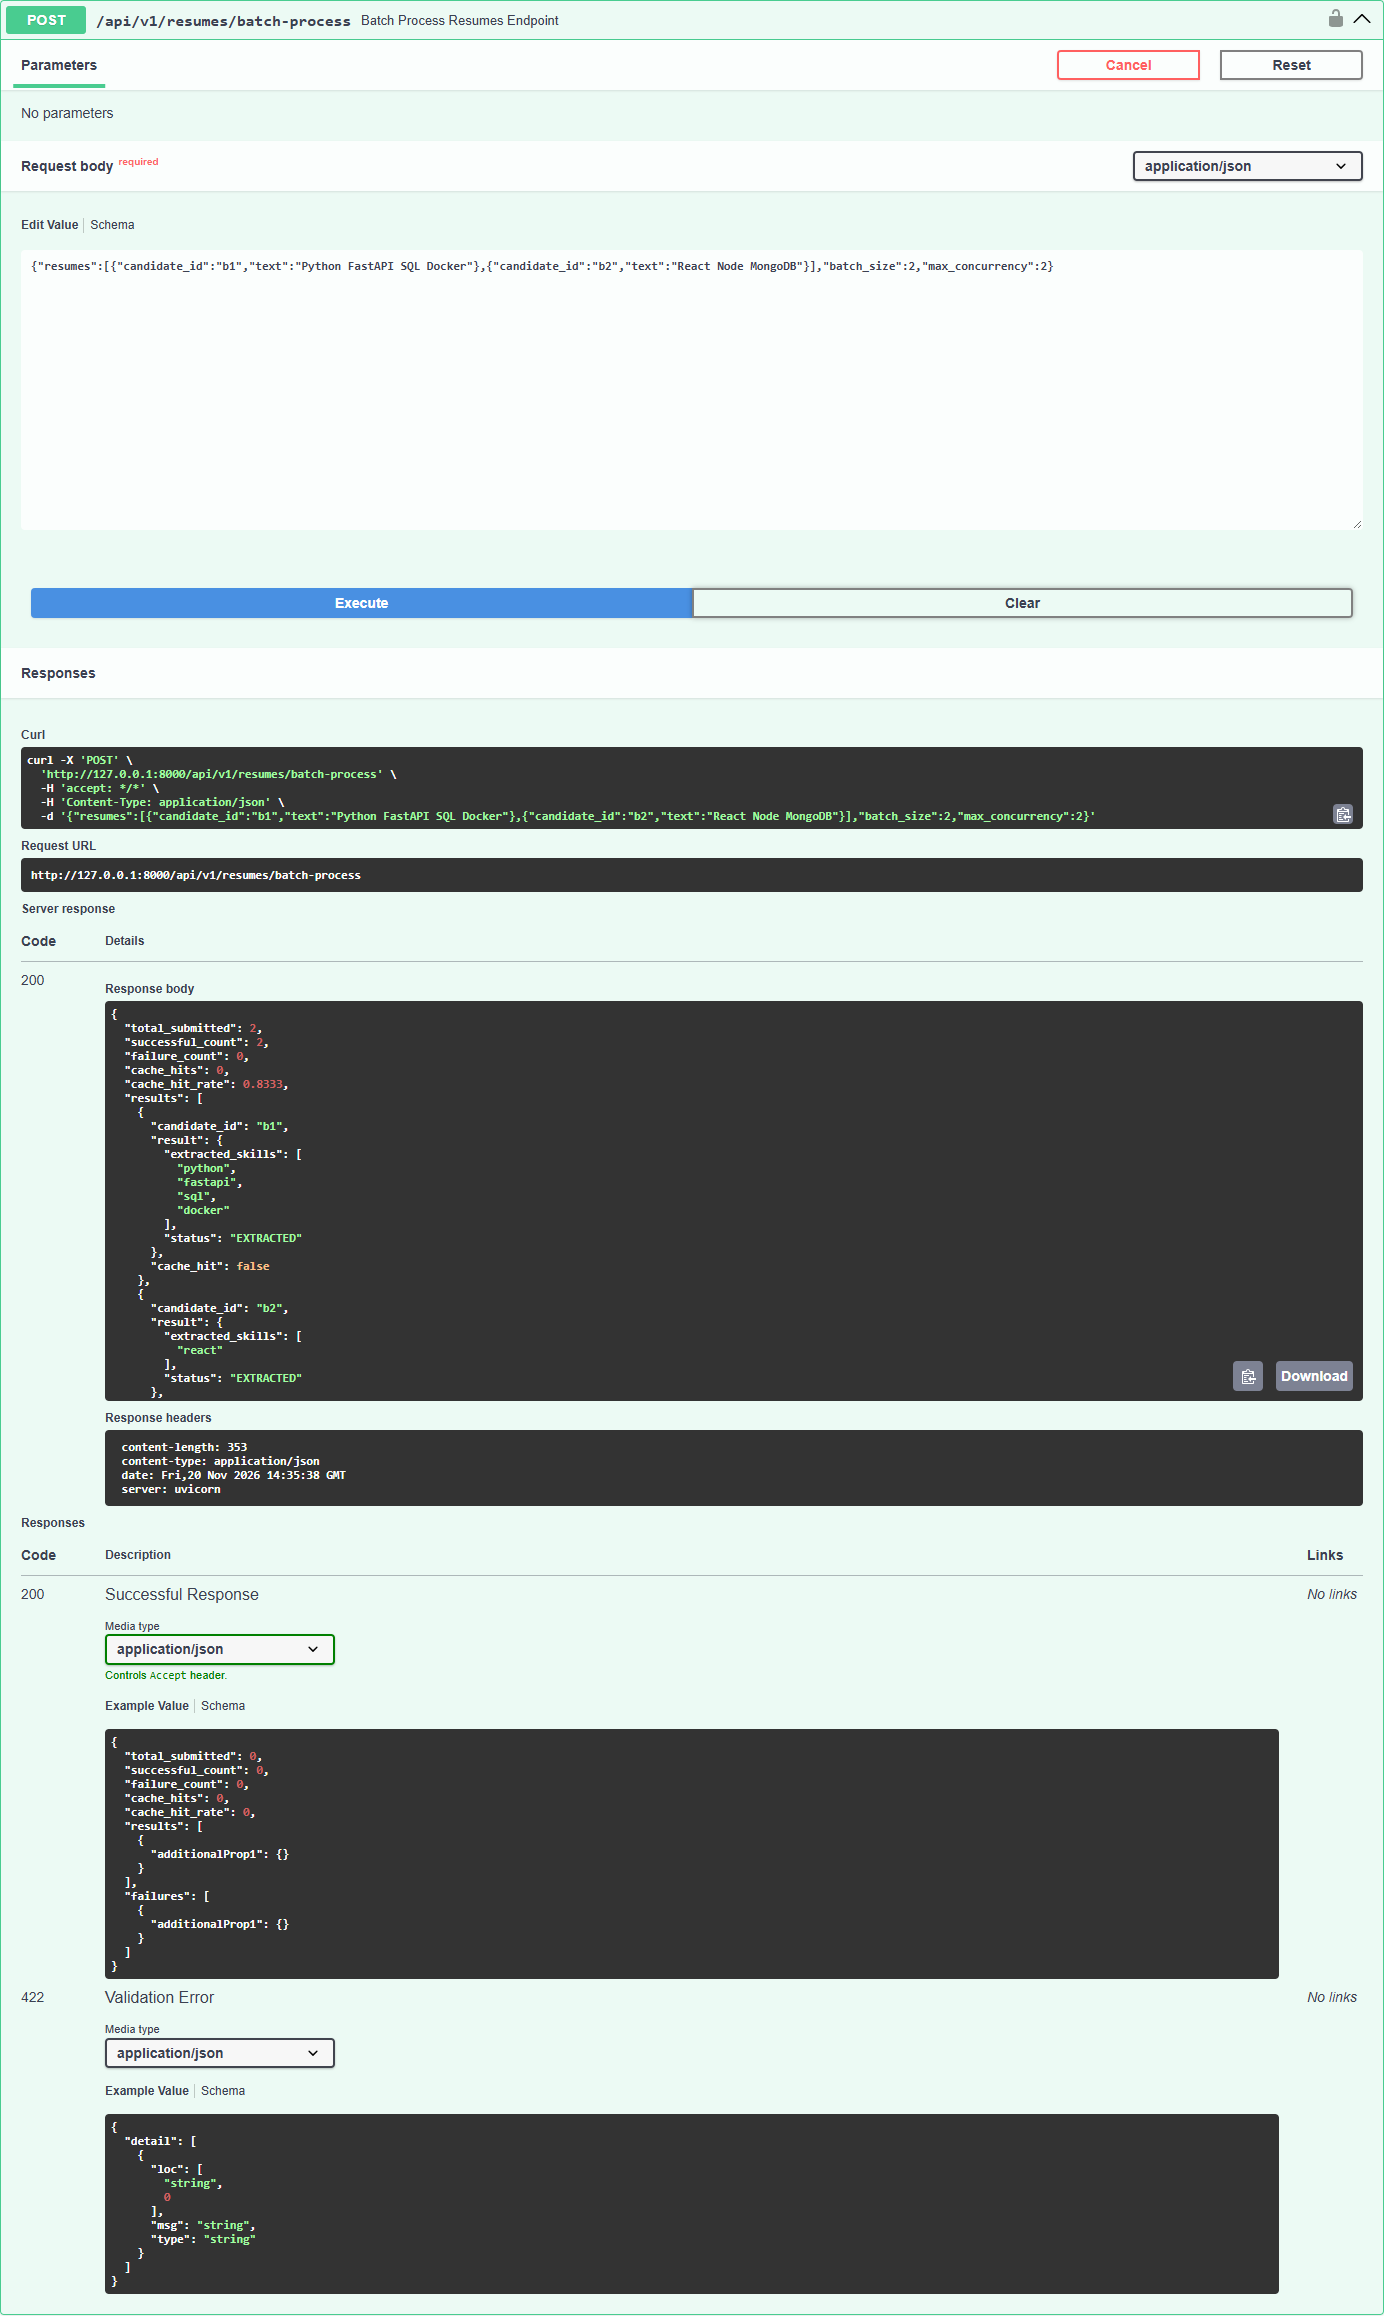 POST /api/v1/resumes/batch-process Batch Process Resumes Endpoint
Parameters
Cancel Reset
No parameters
Request body required
application/json
Edit Value Schema
{"resumes":[{"candidate_id":"b1","text":"Python FastAPI SQL Docker"},{"candidate_id":"b2","text":"React Node MongoDB"}],"batch_size":2,"max_concurrency":2}
Execute Clear
Responses
Curl
curl -X 'POST' \
  'http://127.0.0.1:8000/api/v1/resumes/batch-process' \
  -H 'accept: */*' \
  -H 'Content-Type: application/json' \
  -d '{"resumes":[{"candidate_id":"b1","text":"Python FastAPI SQL Docker"},{"candidate_id":"b2","text":"React Node MongoDB"}],"batch_size":2,"max_concurrency":2}'
Request URL
http://127.0.0.1:8000/api/v1/resumes/batch-process
Server response
Code Details
200
Response body
{
  "total_submitted": 2,
  "successful_count": 2,
  "failure_count": 0,
  "cache_hits": 0,
  "cache_hit_rate": 0.8333,
  "results": [
    {
      "candidate_id": "b1",
      "result": {
        "extracted_skills": [
          "python",
          "fastapi",
          "sql",
          "docker"
        ],
        "status": "EXTRACTED"
      },
      "cache_hit": false
    },
    {
      "candidate_id": "b2",
      "result": {
        "extracted_skills": [
          "react"
        ],
        "status": "EXTRACTED"
      },
Download
Response headers
content-length: 353
content-type: application/json
date: Fri,20 Nov 2026 14:35:38 GMT
server: uvicorn
Responses
Code Description Links
200 Successful Response No links
Media type
application/json
Controls Accept header.
Example Value Schema
{
  "total_submitted": 0,
  "successful_count": 0,
  "failure_count": 0,
  "cache_hits": 0,
  "cache_hit_rate": 0,
  "results": [
    {
      "additionalProp1": {}
    }
  ],
  "failures": [
    {
      "additionalProp1": {}
    }
  ]
}
422 Validation Error No links
Media type
application/json
Example Value Schema
{
  "detail": [
    {
      "loc": [
        "string",
        0
      ],
      "msg": "string",
      "type": "string"
    }
  ]
}